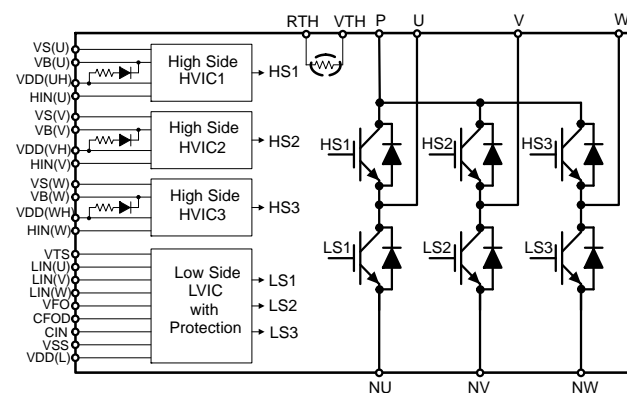 RTH VTH P U V W
VS(U)
VB(U)
VDD(UH)
HIN(U)
High Side
HVIC1
HS1
VS(V)
VB(V)
VDD(VH)
HIN(V)
High Side
HVIC2
HS2
VS(W)
VB(W)
VDD(WH)
HIN(W)
High Side
HVIC3
HS3
VTS
LIN(U)
LIN(V)
LIN(W)
VFO
CFOD
CIN
VSS
VDD(L)
Low Side
LVIC
with
Protection
LS1
LS2
LS3
HS1 HS2 HS3
LS1 LS2 LS3
NU NV NW